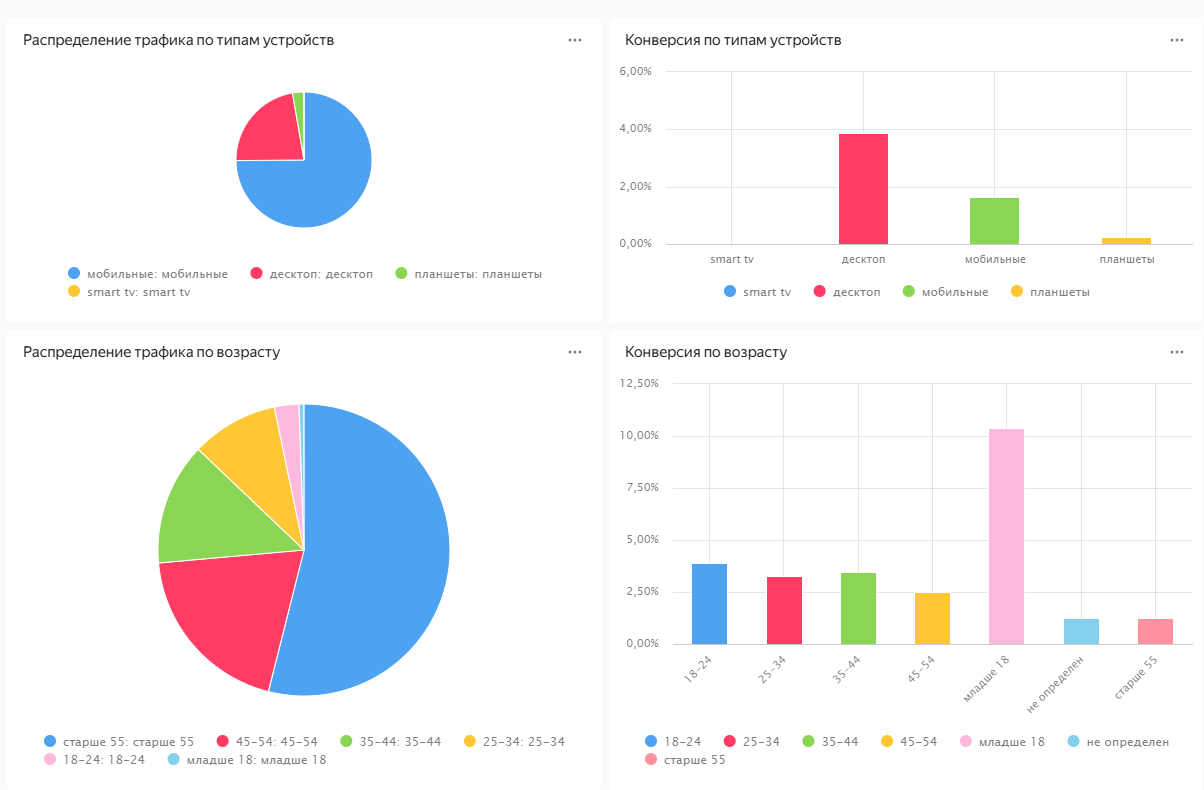 Распределение трафика по типам устройств
мобильные: мобильные десктоп: десктоп планшеты: планшеты
smart tv: smart tv
Конверсия по типам устройств
6,00%
4,00%
2,00%
0,00%
smart tv десктоп мобильные планшеты
smart tv десктоп мобильные планшеты
Распределение трафика по возрасту
старше 55: старше 55 45–54: 45–54 35–44: 35–44 25–34: 25–34
18–24: 18–24 младше 18: младше 18
Конверсия по возрасту
12,50%
10,00%
7,50%
5,00%
2,50%
0,00%
18–24 25–34 35–44 45–54 младше 18 не определен старше 55
18–24 25–34 35–44 45–54 младше 18 не определен
старше 55